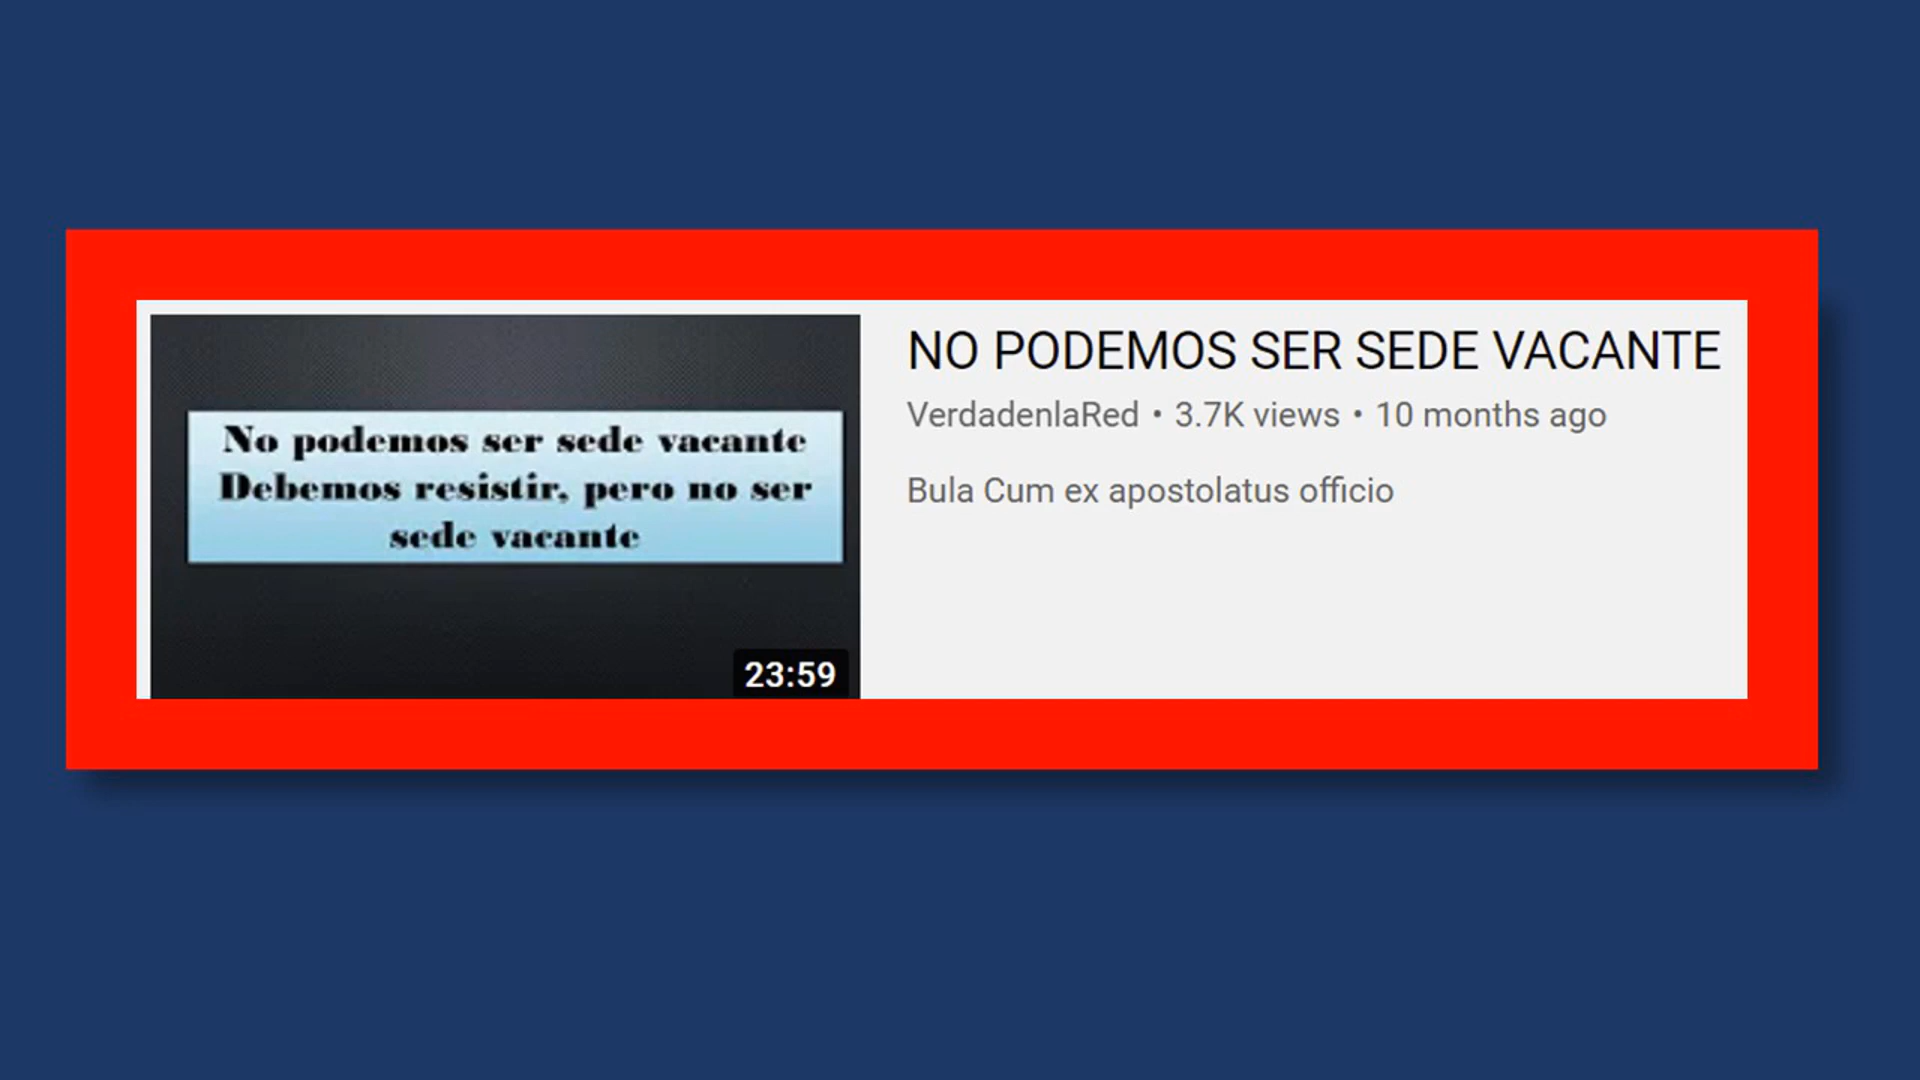 No podemos ser sede vacante
Debemos resistir, pero no ser
sede vacante
23:59
NO PODEMOS SER SEDE VACANTE
VerdadenlaRed • 3.7K views • 10 months ago
Bula Cum ex apostolatus officio